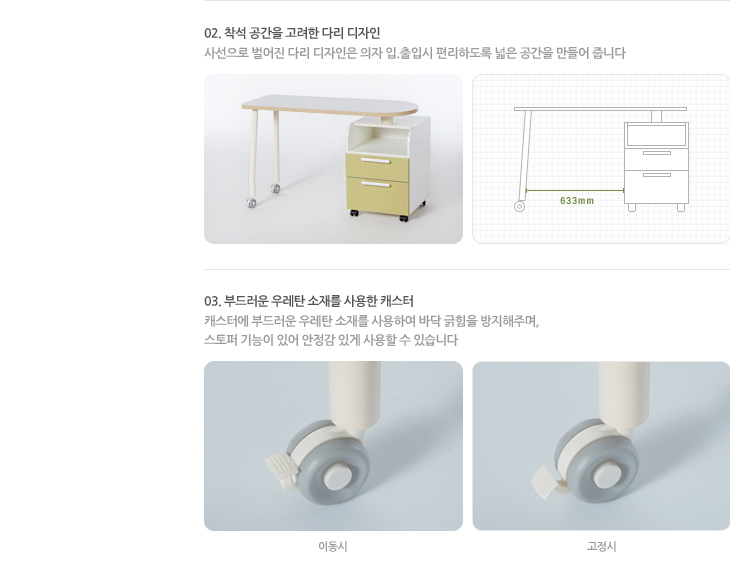 02. 착석 공간을 고려한 다리 디자인
사선으로 벌어진 다리 디자인은 의자 입.출입시 편리하도록 넓은 공간을 만들어 줍니다
633mm
03. 부드러운 우레탄 소재를 사용한 캐스터
캐스터에 부드러운 우레탄 소재를 사용하여 바닥 긁힘을 방지해주며,
스토퍼 기능이 있어 안정감 있게 사용할 수 있습니다
이동시
고정시